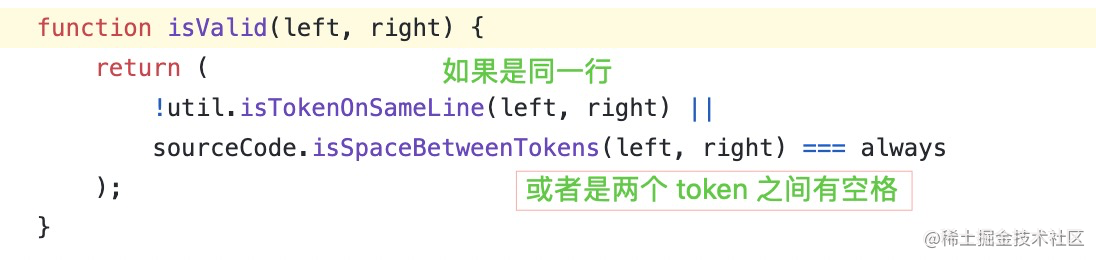 function isValid(left, right) {
return (
如果是同一行
!util.isTokenOnSameLine(left, right) ||
sourceCode.isSpaceBetweenTokens(left, right) === always
);
或者是两个 token 之间有空格
}
@稀土掘金技术社区